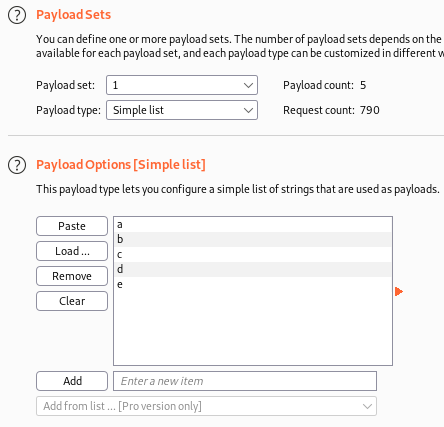 ? Payload Sets
You can define one or more payload sets. The number of payload sets depends on the
available for each payload set, and each payload type can be customized in different w
Payload set: 1 Payload count: 5
Payload type: Simple list Request count: 790
? Payload Options [Simple list]
This payload type lets you configure a simple list of strings that are used as payloads.
Paste
Load ...
Remove
Clear
a
b
c
d
e
Add Enter a new item
Add from list ... [Pro version only]